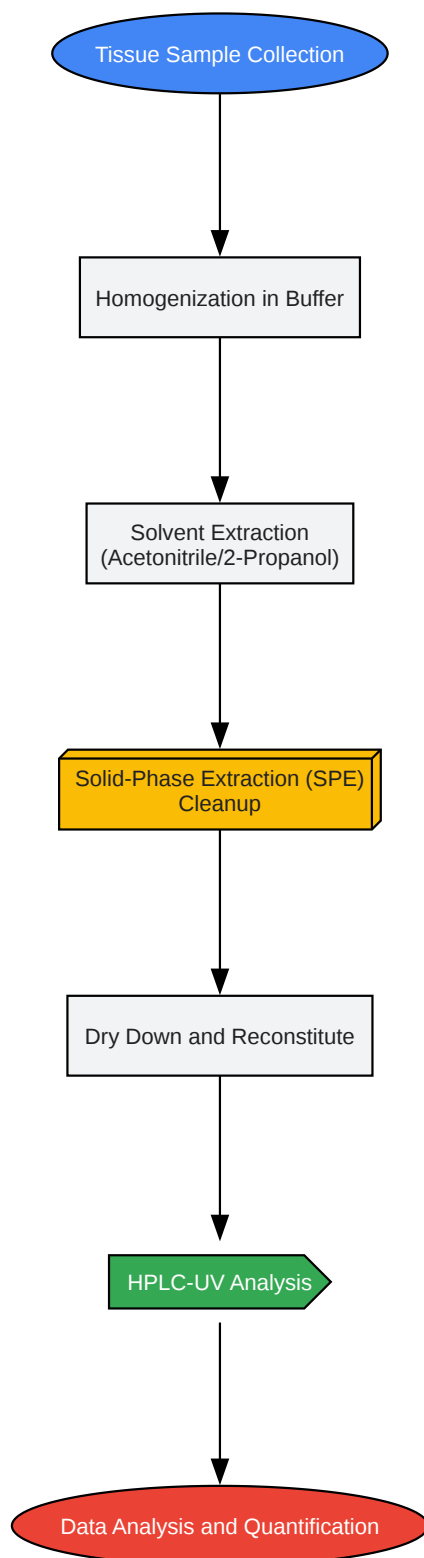 Tissue Sample Collection
Homogenization in Buffer
Solvent Extraction
(Acetonitrile/2-Propanol)
Solid-Phase Extraction (SPE)
Cleanup
Dry Down and Reconstitute
HPLC-UV Analysis
Data Analysis and Quantification